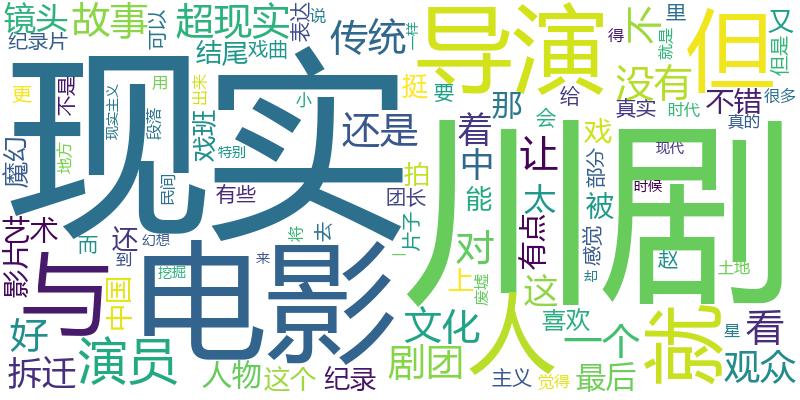 镜头
故事
可以
超现实
表达
说
一样
里
得
不
就是
又
但是
纪录片
结尾
戏曲
传统
导演
但
更
不是
现实主义
段落
田
出来
小
挺
要
那
给
会
没有
真实
时代
不错
很多
真的
现实
川剧
魔幻
地方
民间
戏班
特别
还是
拍
着
中
能
让
太
有点
戏
部分
被
感觉
现代
时候
有些
团长
片子
艺术
影片
而
还
到
幻想
挖掘
来
将
去
一
与
电影
对
上
废墟
这
芒
赵
土地
中国
好
拆迁
演员
人物
这个
纪录
剧团
文化
人
主义
喜欢
觉得
一个
最后
就
星
看
观众